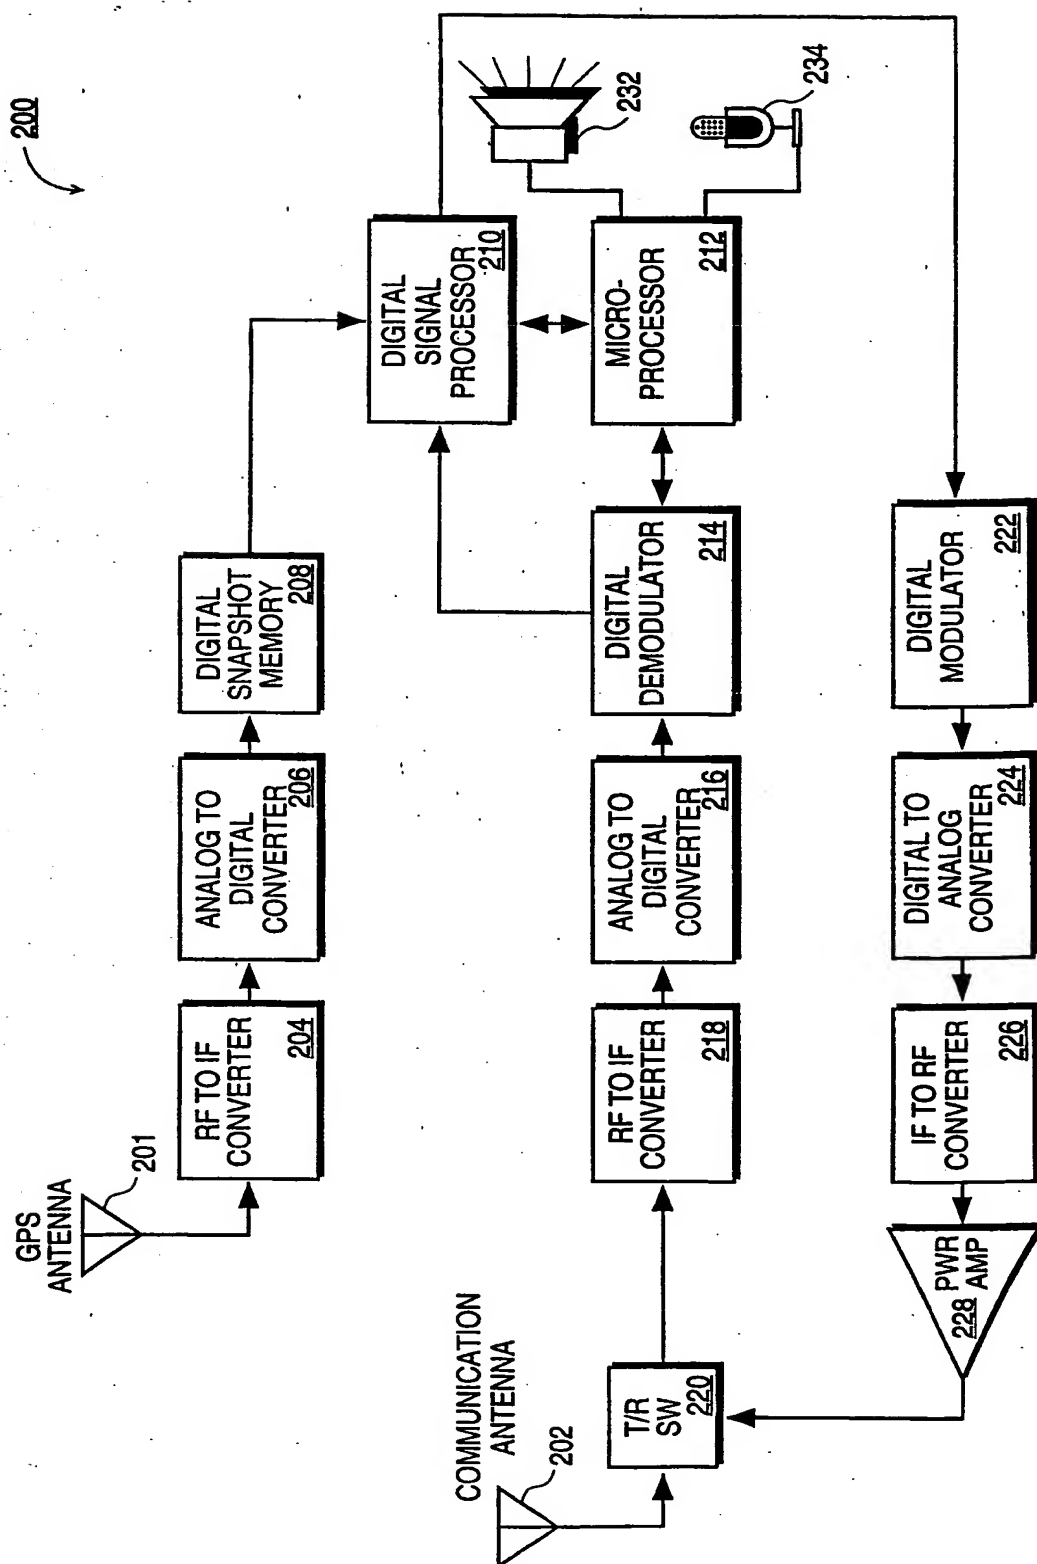 200
GPS
ANTENNA
201
RF TO IF
CONVERTER
204
ANALOG TO
DIGITAL
CONVERTER
206
DIGITAL
SNAPSHOT
MEMORY
208
DIGITAL
SIGNAL
PROCESSOR
210
232
234
MICRO-
PROCESSOR
212
DIGITAL
DEMODULATOR
214
ANALOG TO
DIGITAL
CONVERTER
216
RF TO IF
CONVERTER
218
COMMUNICATION
ANTENNA
202
T/R
SW
220
DIGITAL
MODULATOR
222
DIGITAL TO
ANALOG
CONVERTER
224
IF TO RF
CONVERTER
226
PWR
AMP
228